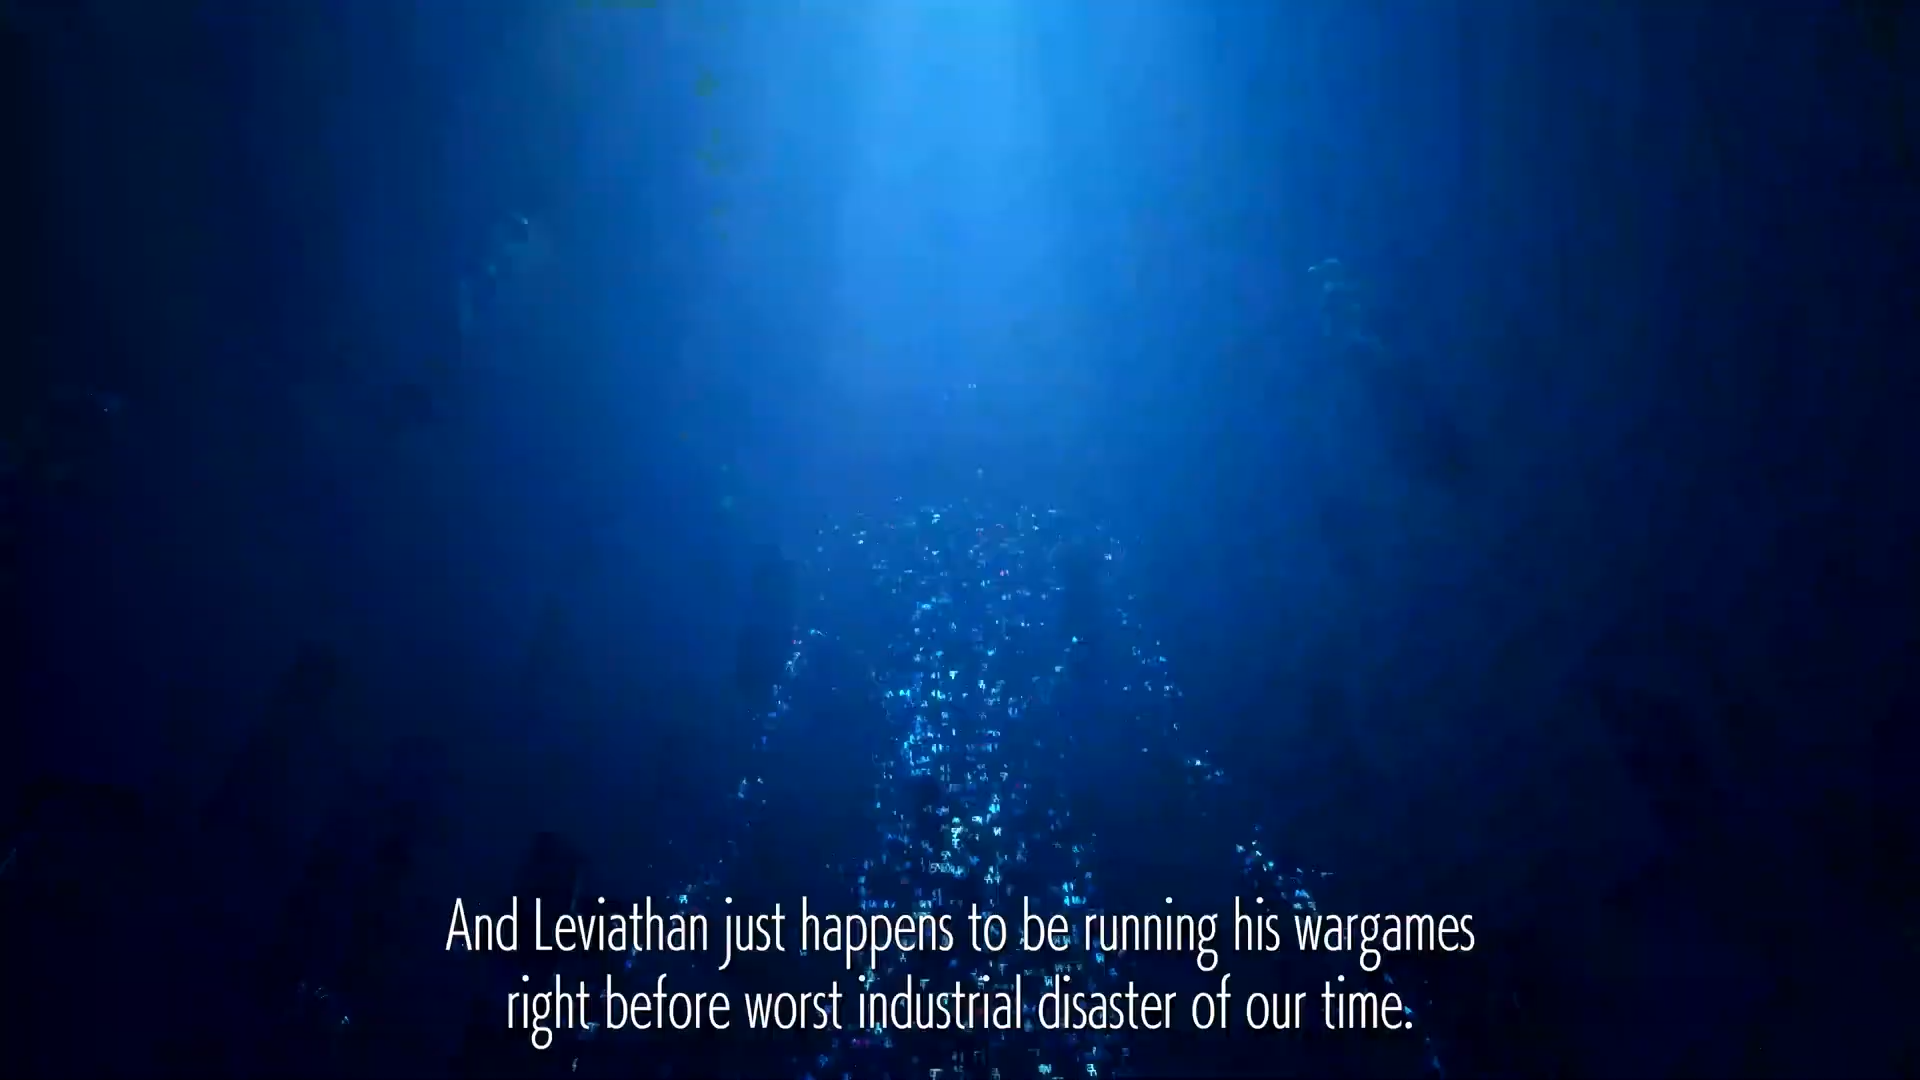 And Leviathan just happens to be running his wargames
right before worst industrial disaster of our time.